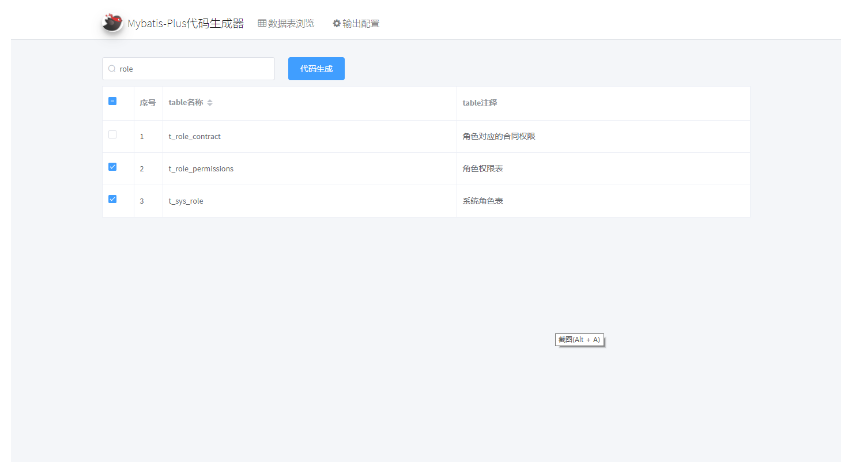 Mybatis-Plus代码生成器 数据表浏览 输出配置
role 代码生成
序号 table名称 table注释
1 t_role_contract 角色对应的合同权限
2 t_role_permissions 角色权限表
3 t_sys_role 系统角色表
截图(Alt + A)